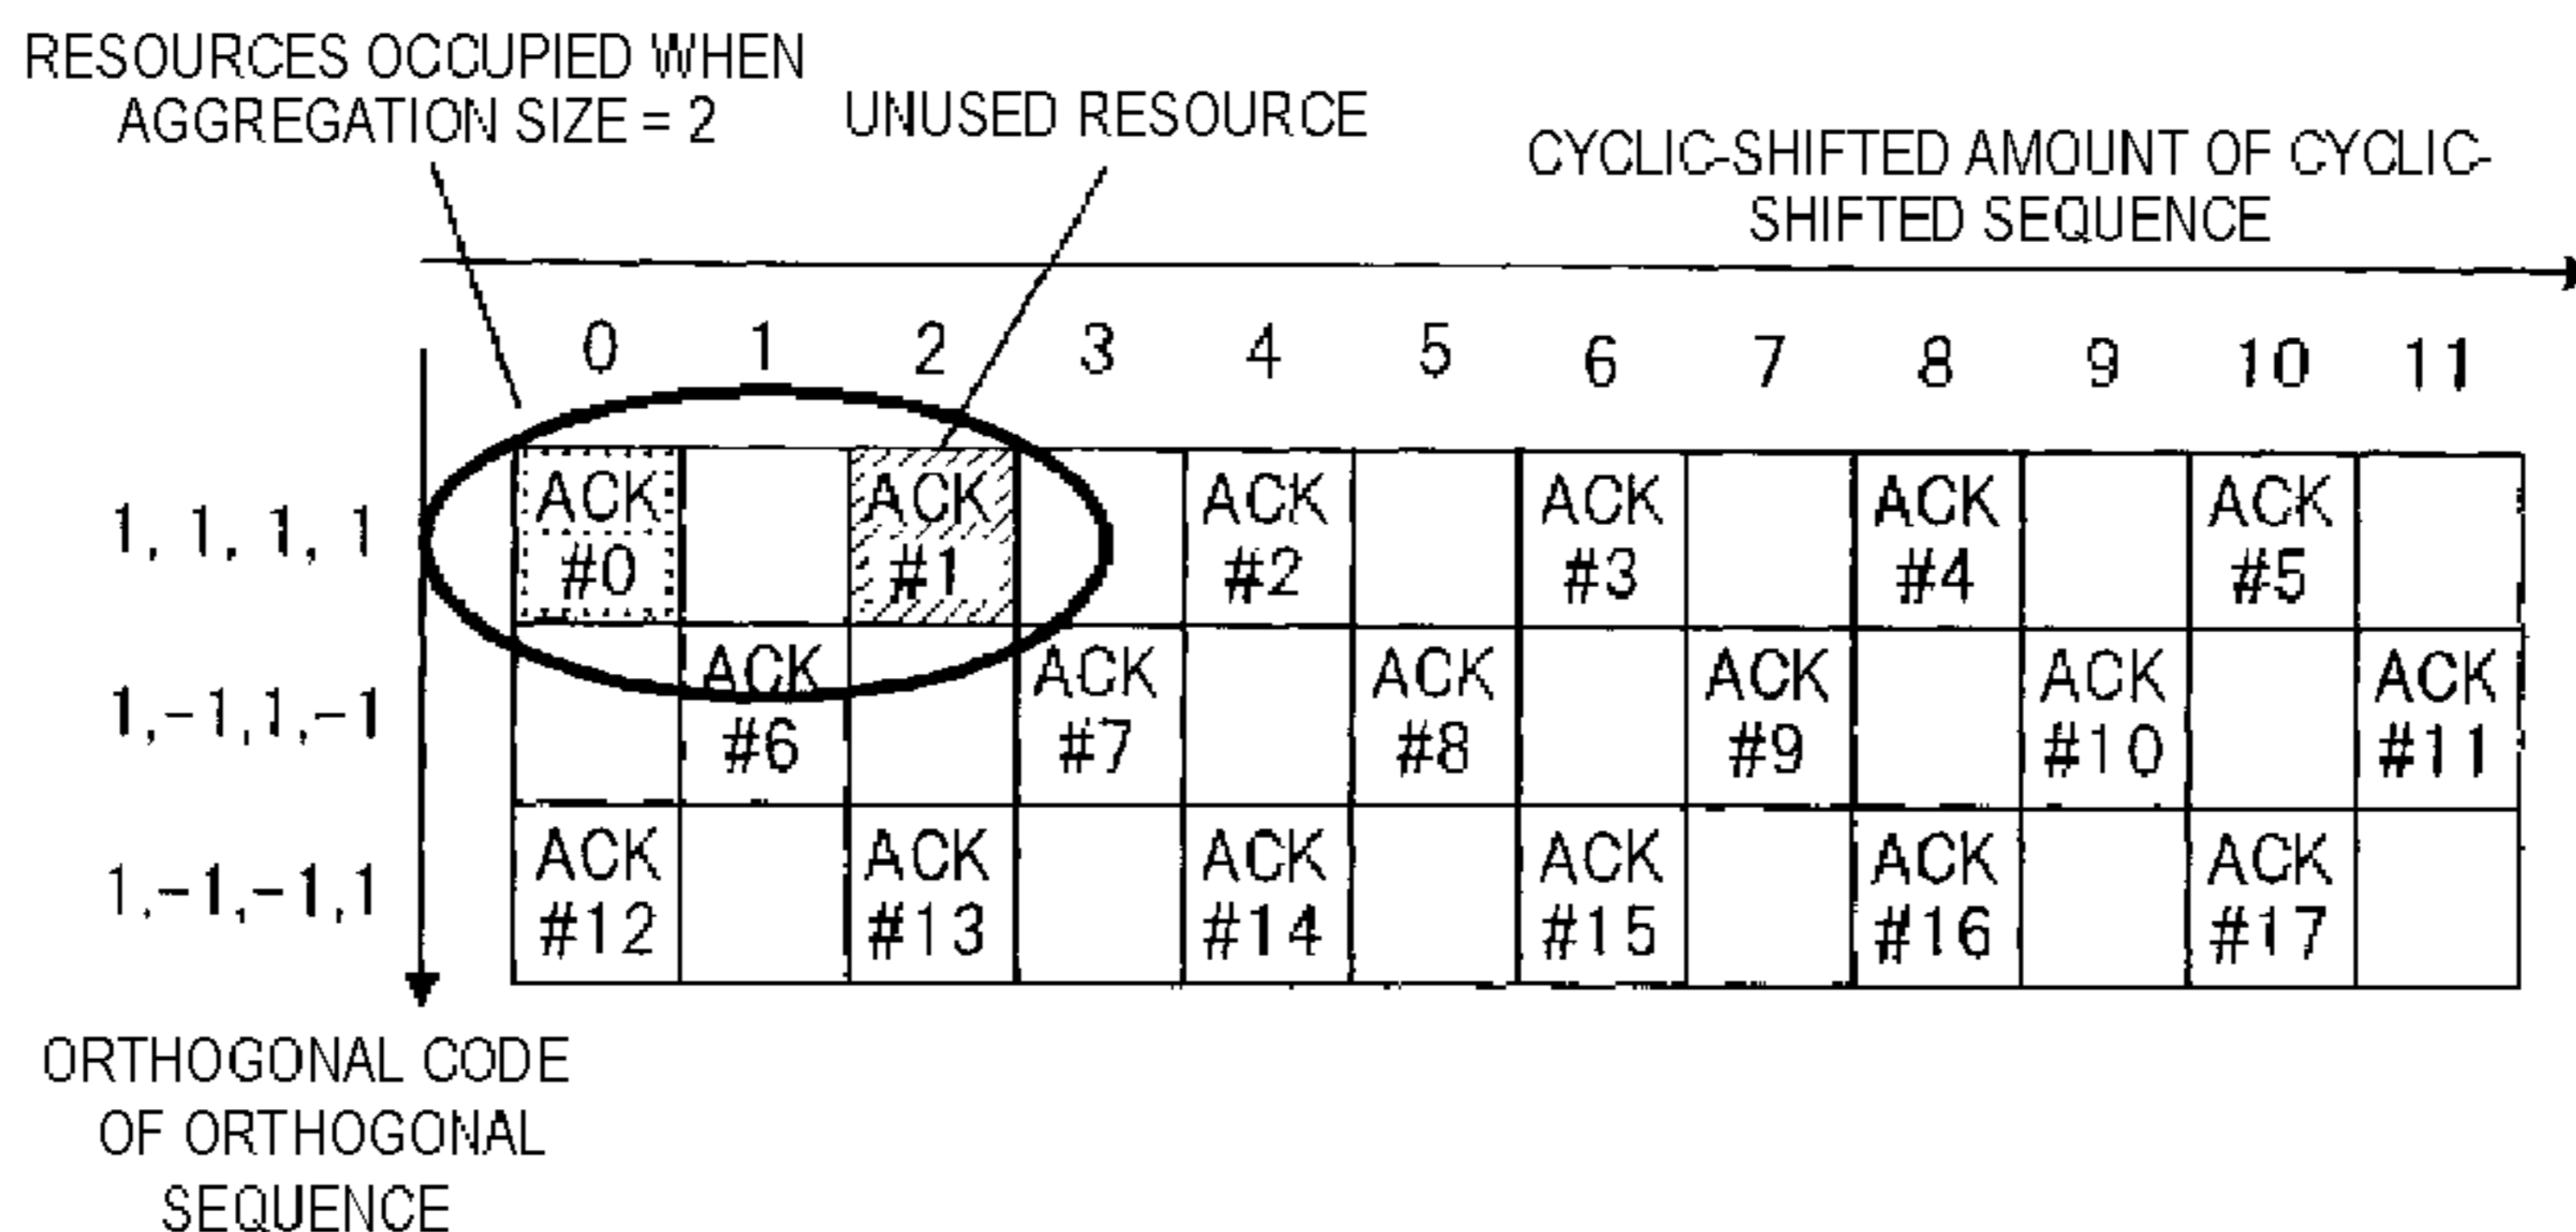 RESOURCES OCCUPIED WHEN
AGGREGATION SIZE = 2
UNUSED RESOURCE
CYCLIC-SHIFTED AMOUNT OF CYCLIC-
SHIFTED SEQUENCE
0 1 2 3 4 5 6 7 8 9 10 11
1, 1, 1, 1
ACK #0
ACK #1
ACK #2
ACK #3
ACK #4
ACK #5
1,-1,1,-1
ACK #6
ACK #7
ACK #8
ACK #9
ACK #10
ACK #11
1,-1,-1,1
ACK #12
ACK #13
ACK #14
ACK #15
ACK #16
ACK #17
ORTHOGONAL CODE
OF ORTHOGONAL
SEQUENCE